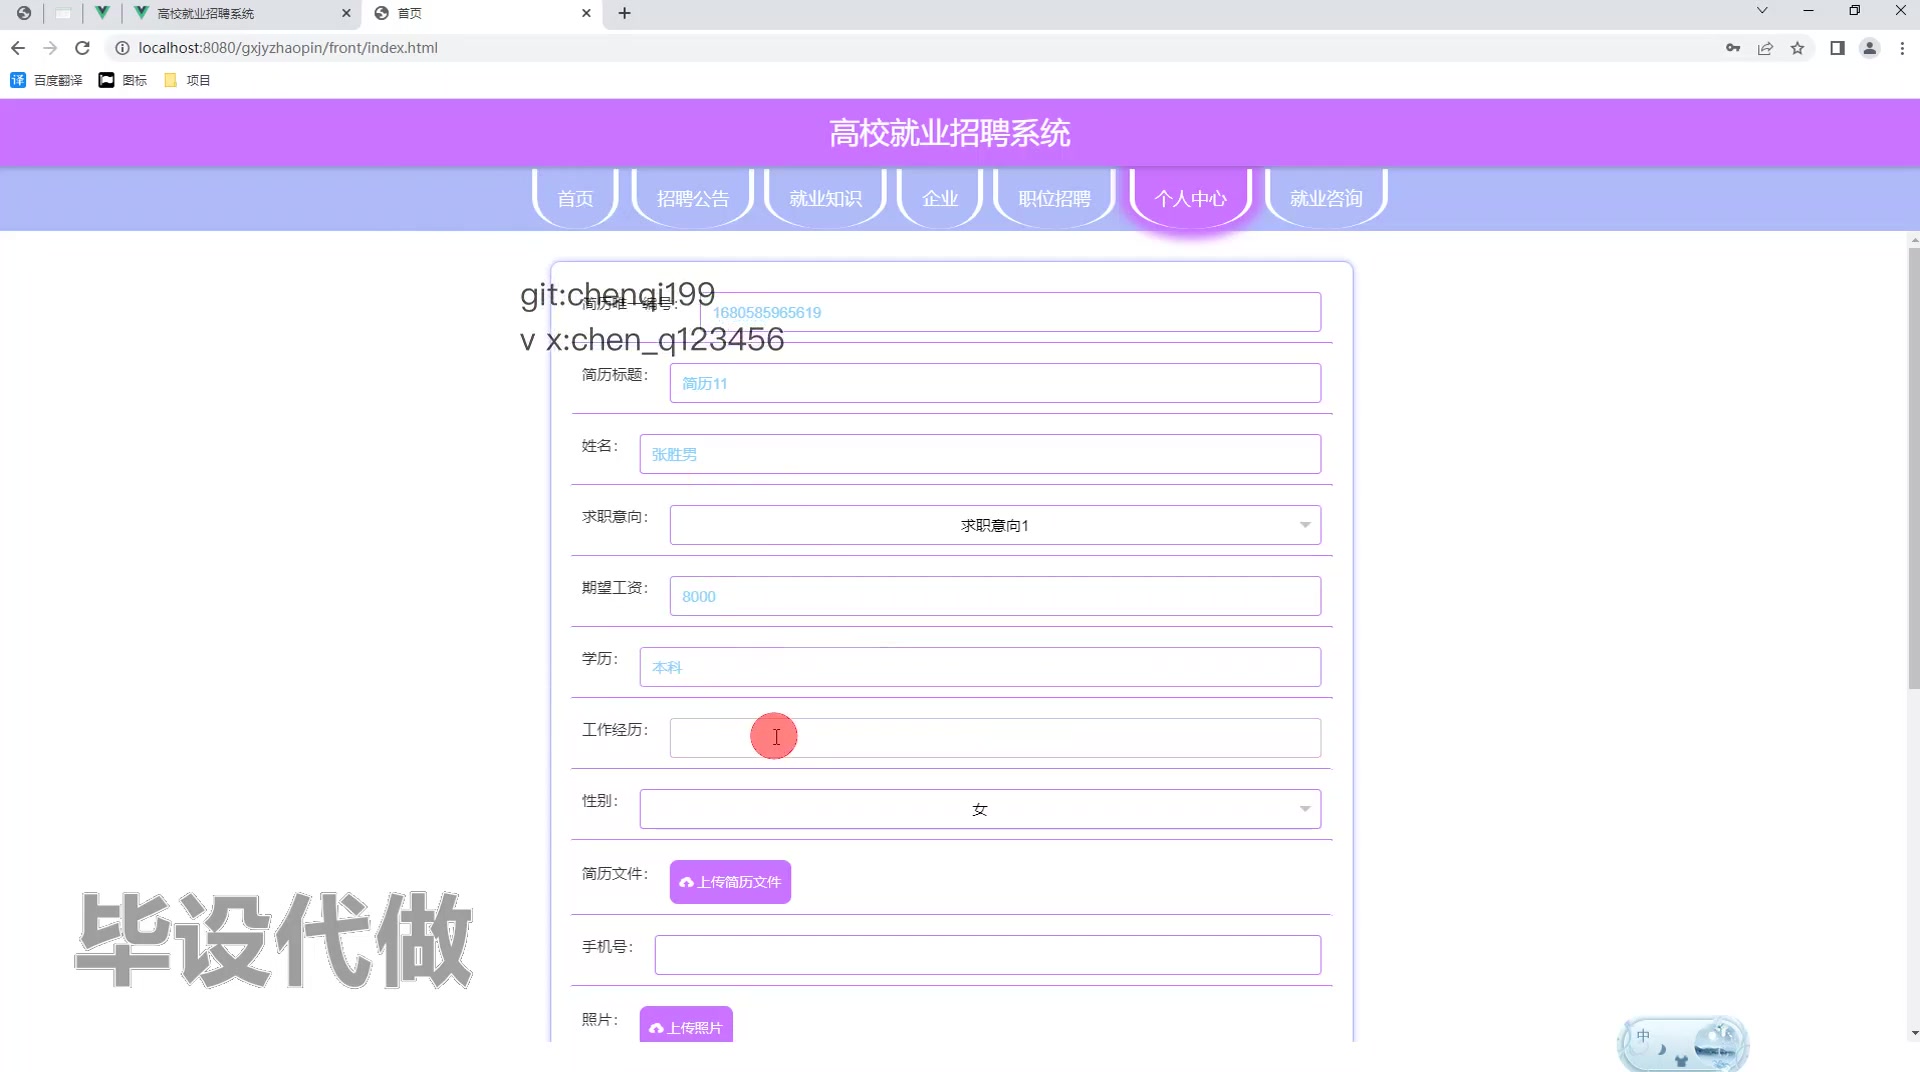 高校就业招聘系统
首页
localhost:8080/gxjyzhaopin/front/index.html
百度翻译
图标
项目
高校就业招聘系统
首页
招聘公告
就业知识
企业
职位招聘
个人中心
就业咨询
git:chenqi199
简历唯一编号：
1680585965619
v x:chen_q123456
简历标题：
简历11
姓名：
张胜男
求职意向：
求职意向1
期望工资：
8000
学历：
本科
工作经历：
性别：
女
简历文件：
上传简历文件
手机号：
照片：
上传照片
毕设代做
中
译